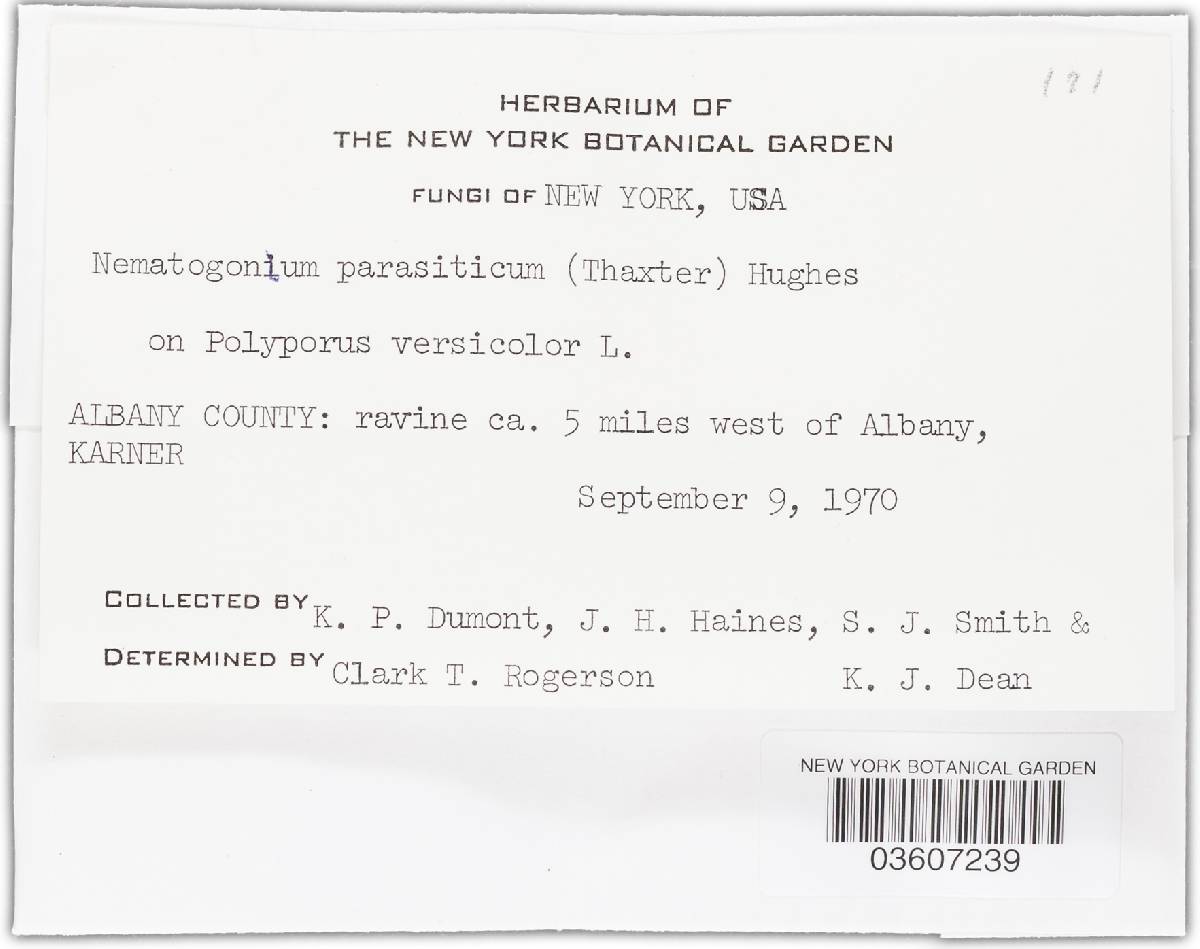 181
HERBARIUM OF
THE NEW YORK BOTANICAL GARDEN
FUNGI OF NEW YORK, USA
Nematogonium parasiticum (Thaxter) Hughes
on Polyporus versicolor L.
ALBANY COUNTY: ravine ca. 5 miles west of Albany,
KARNER
September 9, 1970
COLLECTED BY K. P. Dumont, J. H. Haines, S. J. Smith &
DETERMINED BY Clark T. Rogerson K. J. Dean
NEW YORK BOTANICAL GARDEN
03607239